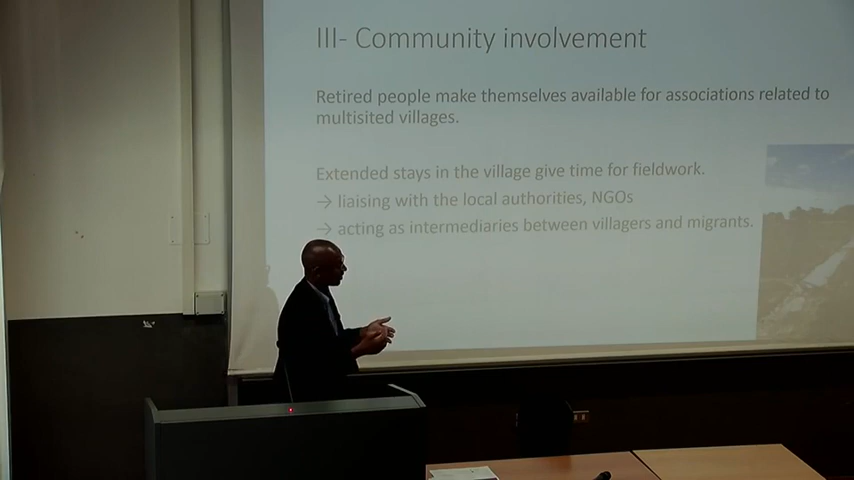 III- Community involvement
Retired people make themselves available for associations related to
multisited villages.
Extended stays in the village give time for fieldwork.
→ liaising with the local authorities, NGOs
→ acting as intermediaries between villagers and migrants.